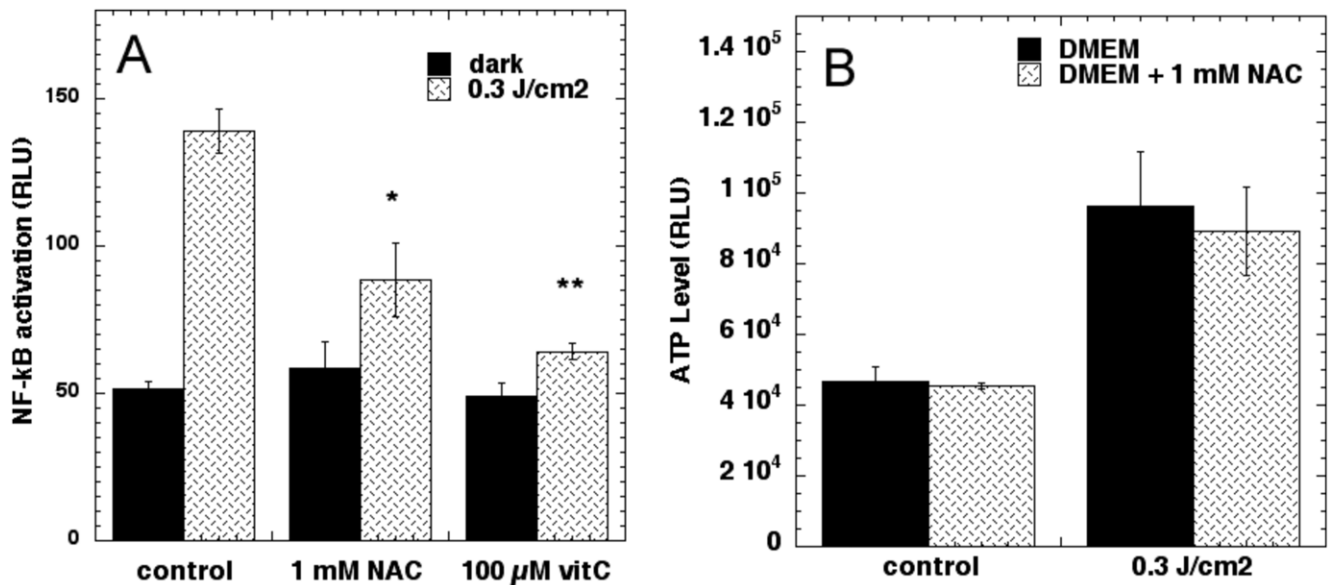 A
dark
0.3 J/cm2
NF-kB activation (RLU)
150
100
50
0
*
**
control
1 mM NAC
100 µM vitC
B
DMEM
DMEM + 1 mM NAC
ATP Level (RLU)
1.4 10⁵
1.2 10⁵
1 10⁵
8 10⁴
6 10⁴
4 10⁴
2 10⁴
0
control
0.3 J/cm2